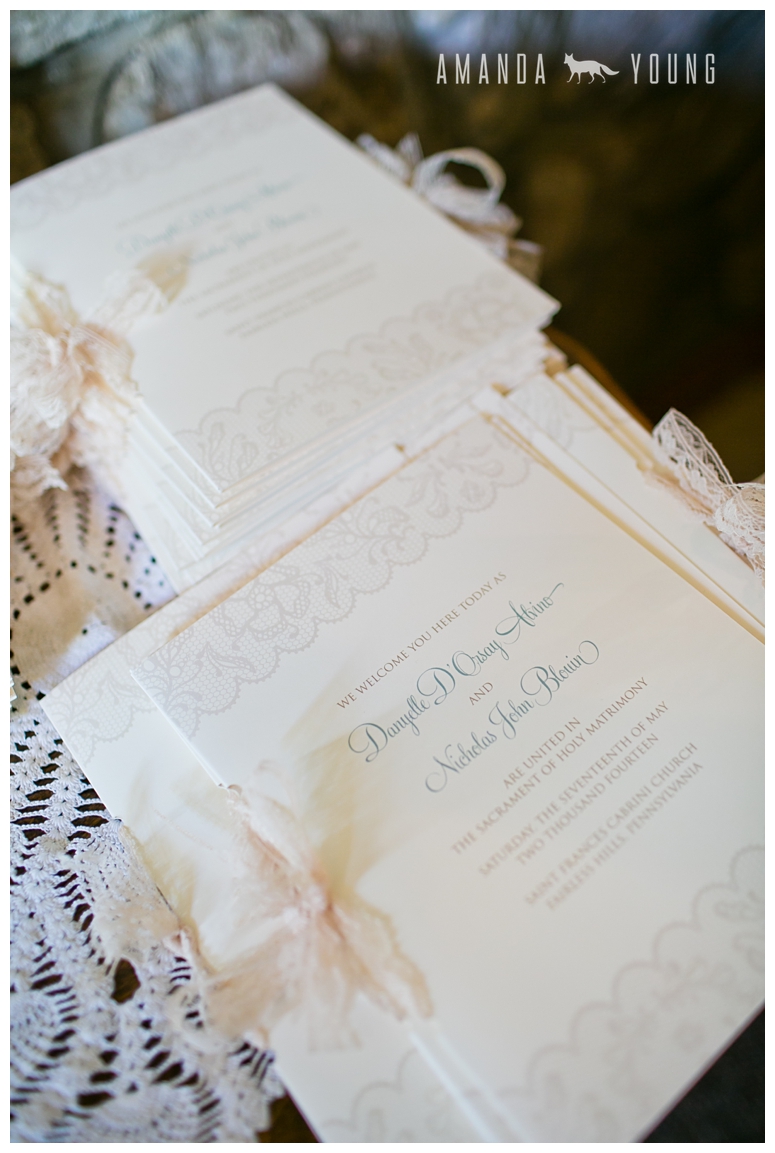 AMANDA YOUNG
WE WELCOME YOU HERE TODAY AS
Danyelle D'Orsay Alvino
AND
Nicholas John Blouin
ARE UNITED IN
THE SACRAMENT OF HOLY MATRIMONY
SATURDAY, THE SEVENTEENTH OF MAY
TWO THOUSAND FOURTEEN
SAINT FRANCES CABRINI CHURCH
FAIRLESS HILLS, PENNSYLVANIA